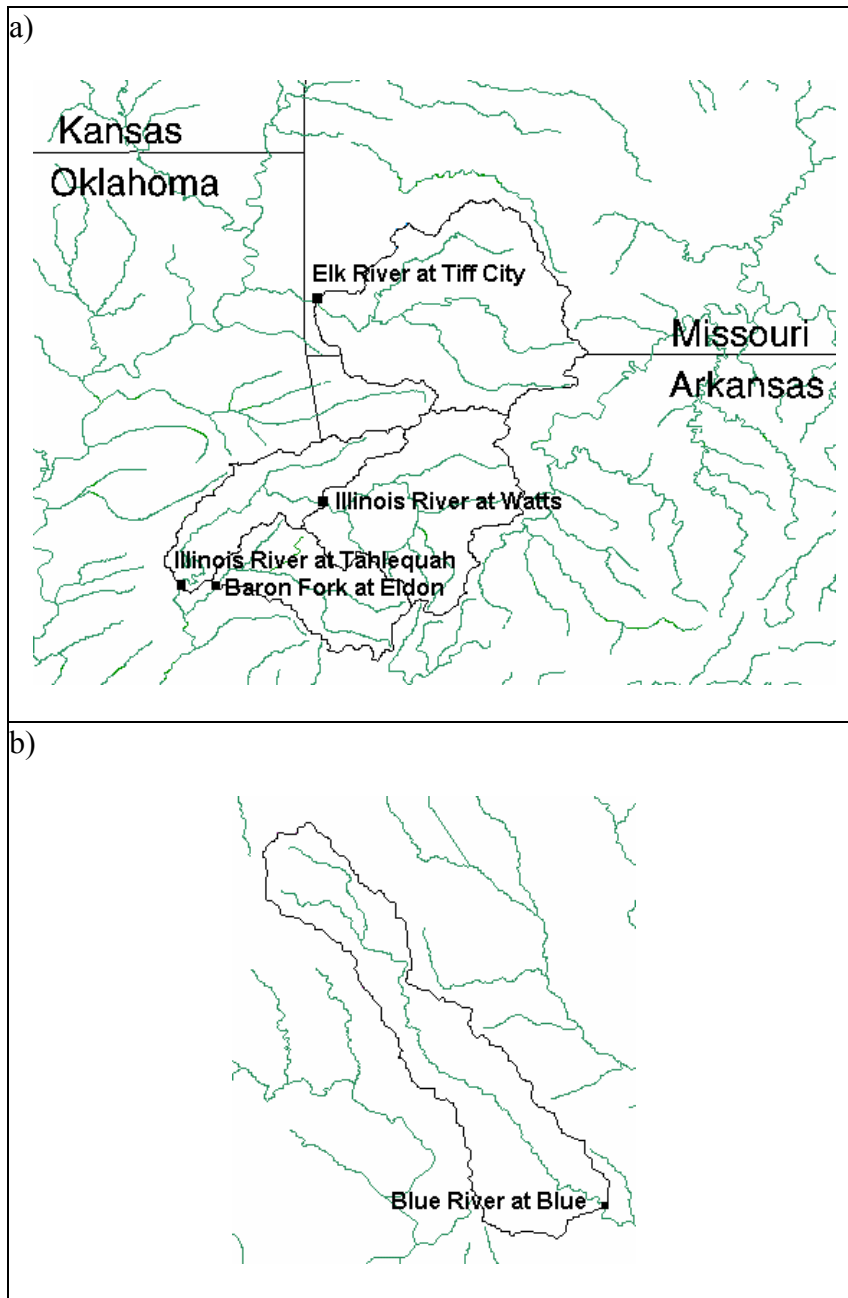 a)
Kansas
Oklahoma
Elk River at Tiff City
Missouri
Arkansas
Illinois River at Watts
Illinois River at Tahlequah
Baron Fork at Eldon
b)
Blue River at Blue